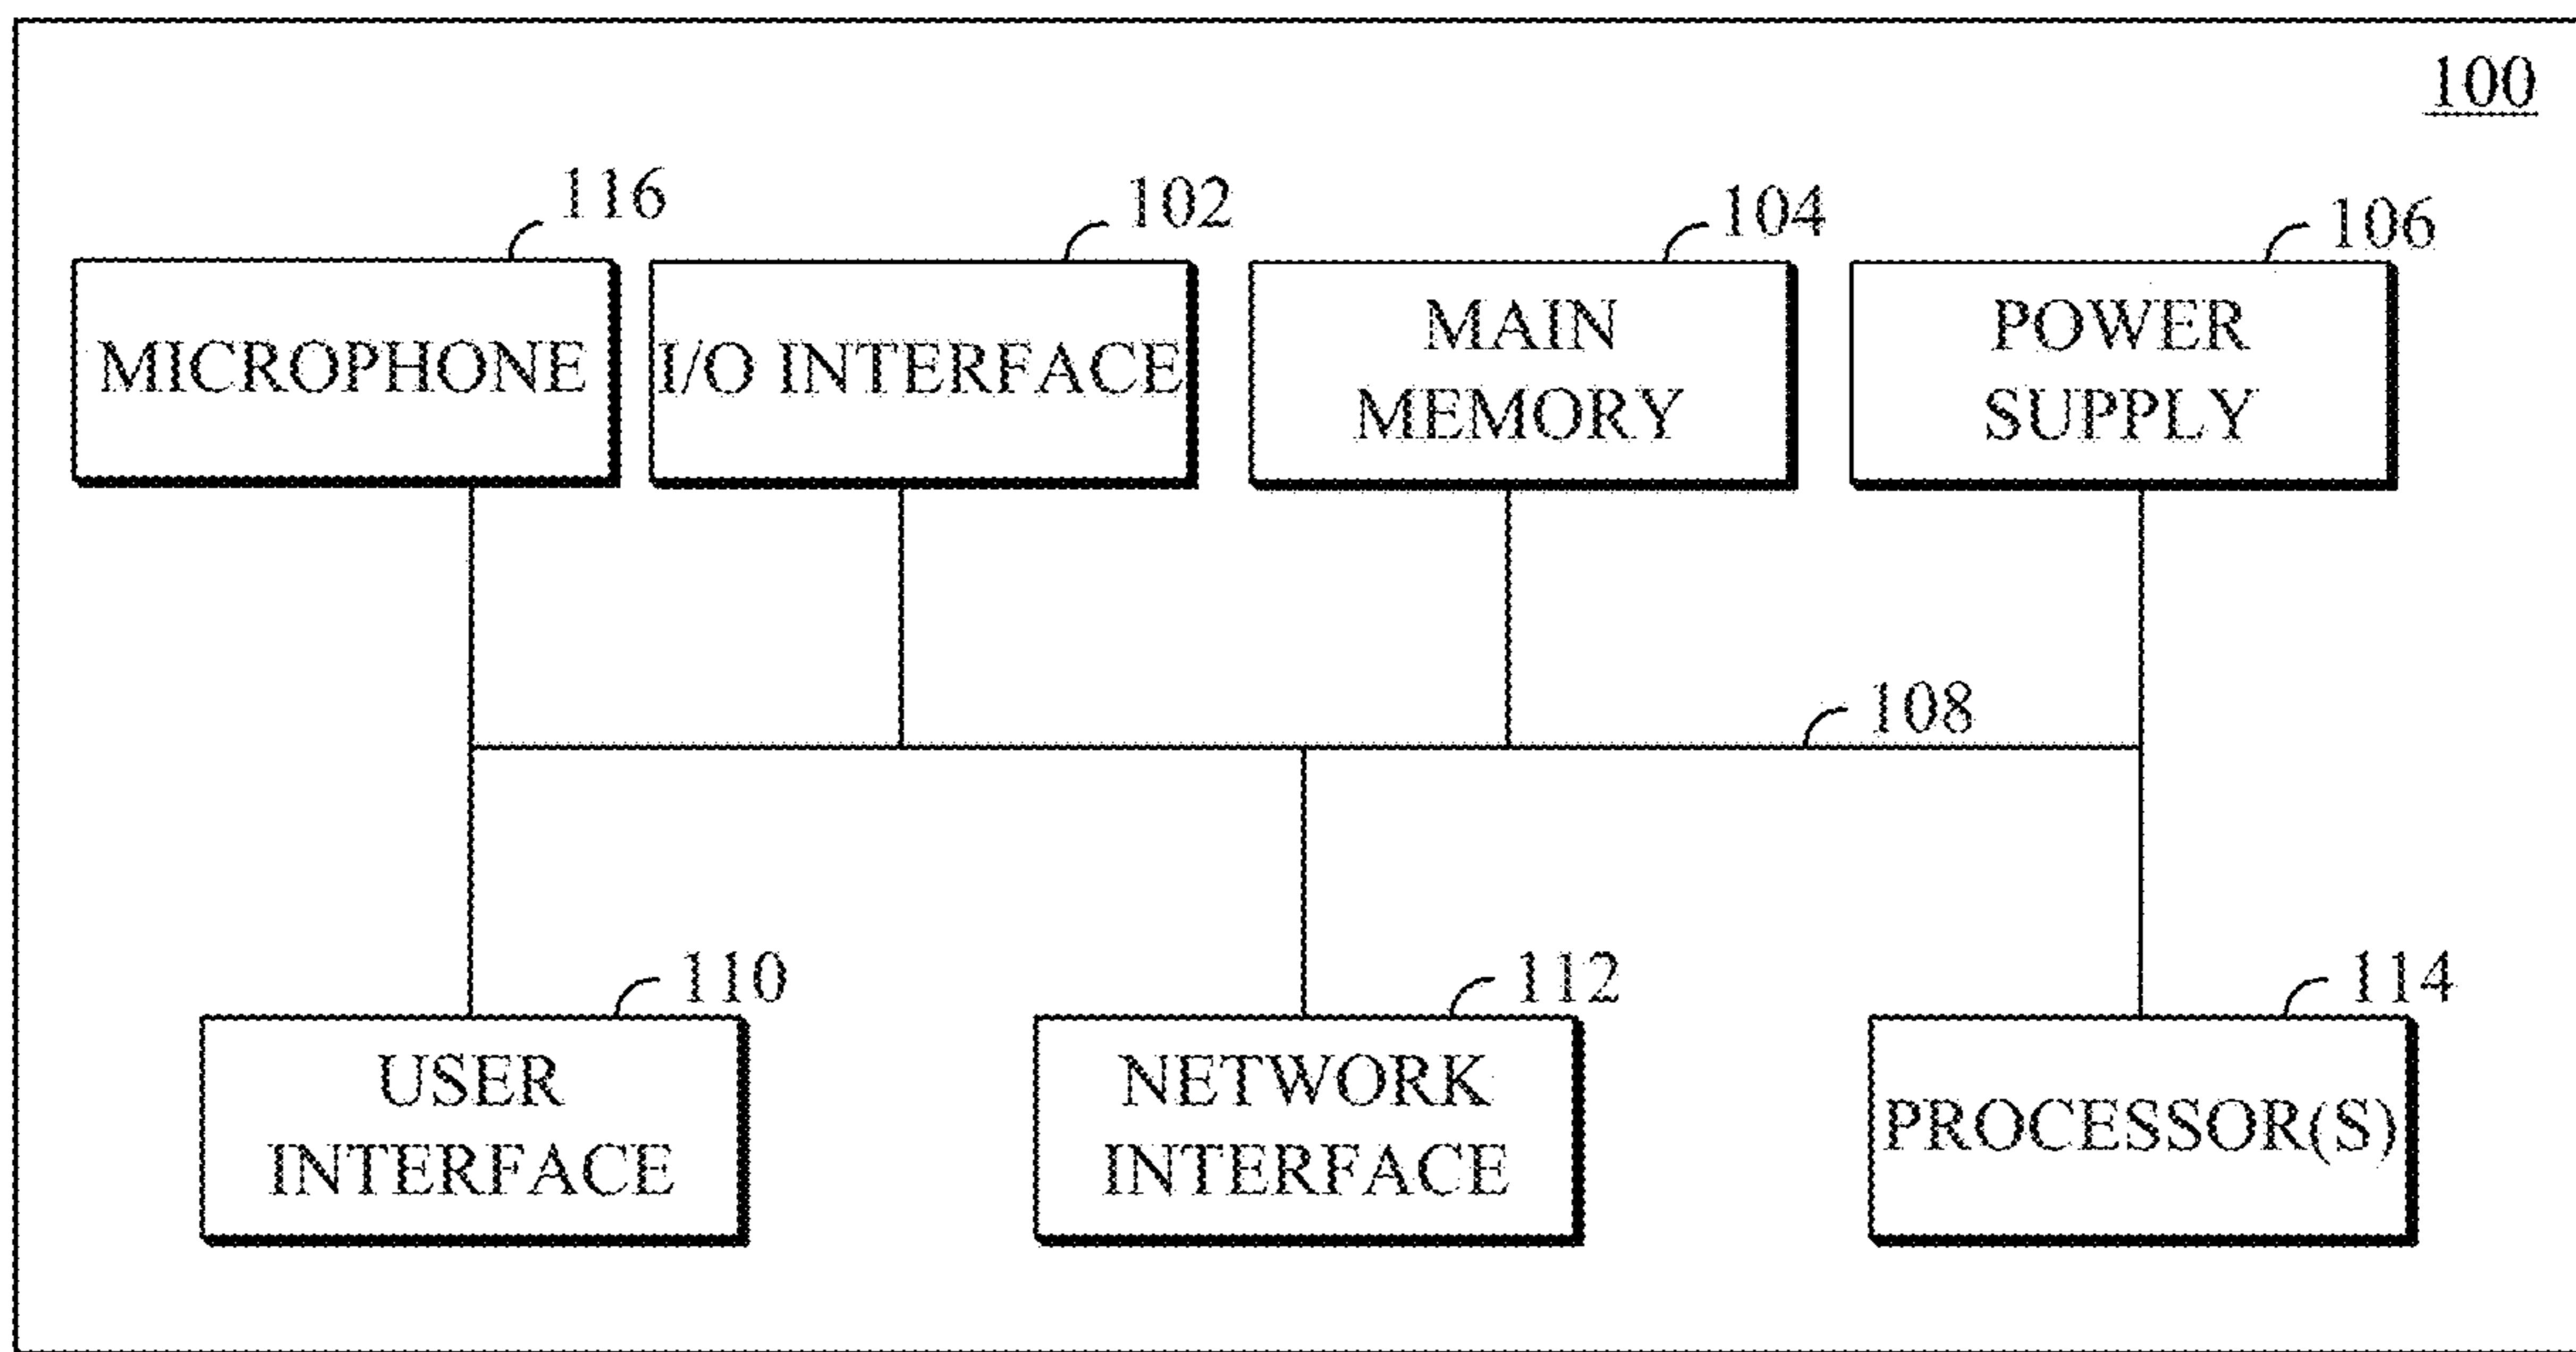 100
116
102
104
106
MICROPHONE
I/O INTERFACE
MAIN
MEMORY
POWER
SUPPLY
108
110
112
114
USER
INTERFACE
NETWORK
INTERFACE
PROCESSOR(S)